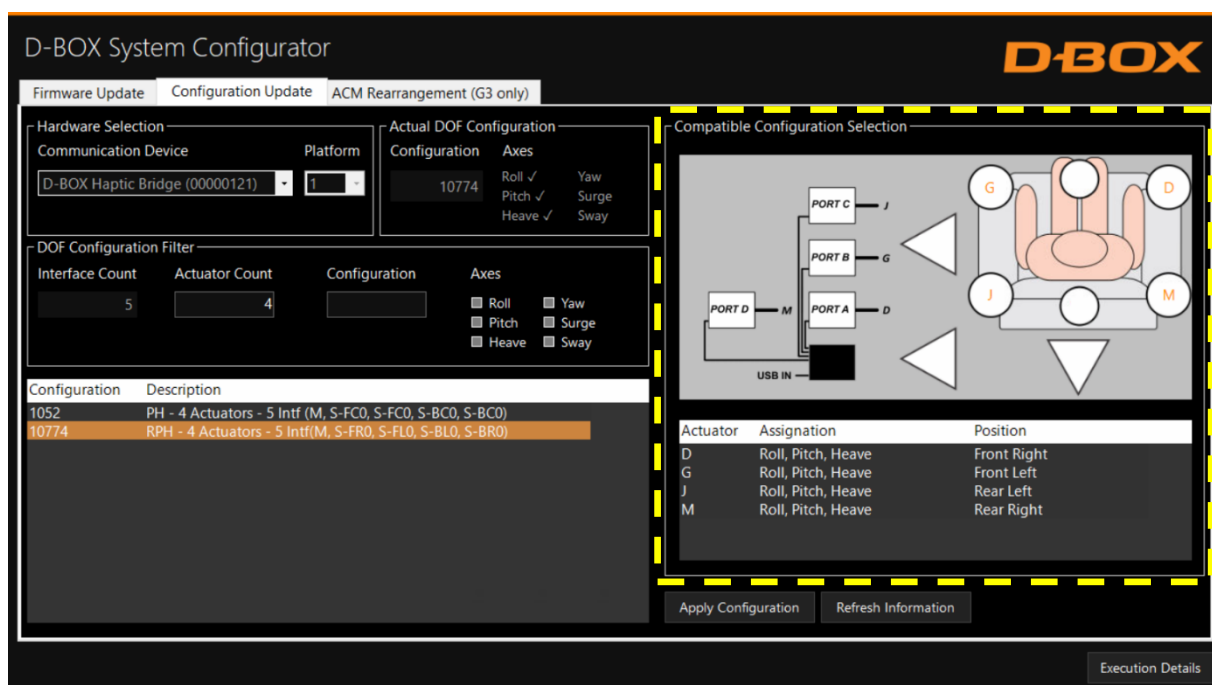 D-BOX System Configurator
D-BOX
Firmware Update Configuration Update ACM Rearrangement (G3 only)
Hardware Selection
Communication Device Platform
D-BOX Haptic Bridge (00000121) 1
Actual DOF Configuration
Configuration Axes
10774
Roll ✓ Yaw
Pitch ✓ Surge
Heave ✓ Sway
DOF Configuration Filter
Interface Count Actuator Count Configuration Axes
5 4
Roll Yaw
Pitch Surge
Heave Sway
Configuration Description
1052 PH - 4 Actuators - 5 Intf (M, S-FC0, S-FC0, S-BC0, S-BC0)
10774 RPH - 4 Actuators - 5 Intf(M, S-FR0, S-FL0, S-BL0, S-BR0)
Compatible Configuration Selection
PORT C J
PORT B G
PORT D M PORT A D
USB IN
G D
J M
Actuator Assignation Position
D Roll, Pitch, Heave Front Right
G Roll, Pitch, Heave Front Left
J Roll, Pitch, Heave Rear Left
M Roll, Pitch, Heave Rear Right
Apply Configuration Refresh Information
Execution Details